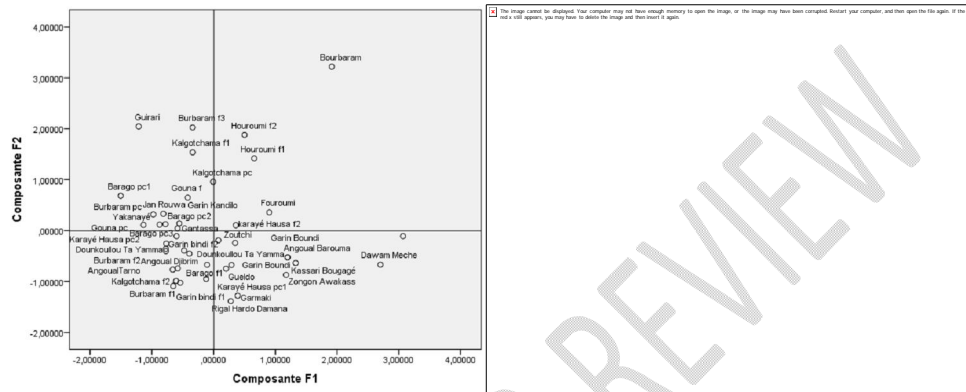 The image cannot be displayed. Your computer may not have enough memory to open the image, or the image may have been corrupted. Restart your computer, and then open the file again. If the
red x still appears, you may have to delete the image and then insert it again.
4,00000
3,00000
2,00000
1,00000
,00000
-1,00000
-2,00000
Composante F2
Bourbaram
Guirari
Burbaram f3
Houroumi f2
Kalgotchama f1
Houroumi f1
Kalgotchama pc
Barago pc1
Gouna f
Burbaram pc
Jan Rouwa
Garin Kandilo
Fouroumi
Yakanayé
Barago pc2
Gouna pc
Gantassa
karayé Hausa f2
Barago pc3
Zoutchi
Karayé Hausa pc2
Garin bindi f2
Garin Boundi
Dounkoullou Ta Yamma
Dounkoullou Ta Yamma
Angoual Barouma
Dawam Meche
Burbaram f2
Angoual Djibrim
Garin Boundi
AngoualTarno
Barago f1
Gueldo
Kassari Bougagé
Kalgotchama f2
Karayé Hausa pc1
Zongon Awakass
Burbaram f1
Garin bindi f1
Garmaki
Rigal Hardo Damana
-2,00000
-1,00000
,00000
1,00000
2,00000
3,00000
4,00000
Composante F1
REVIEW